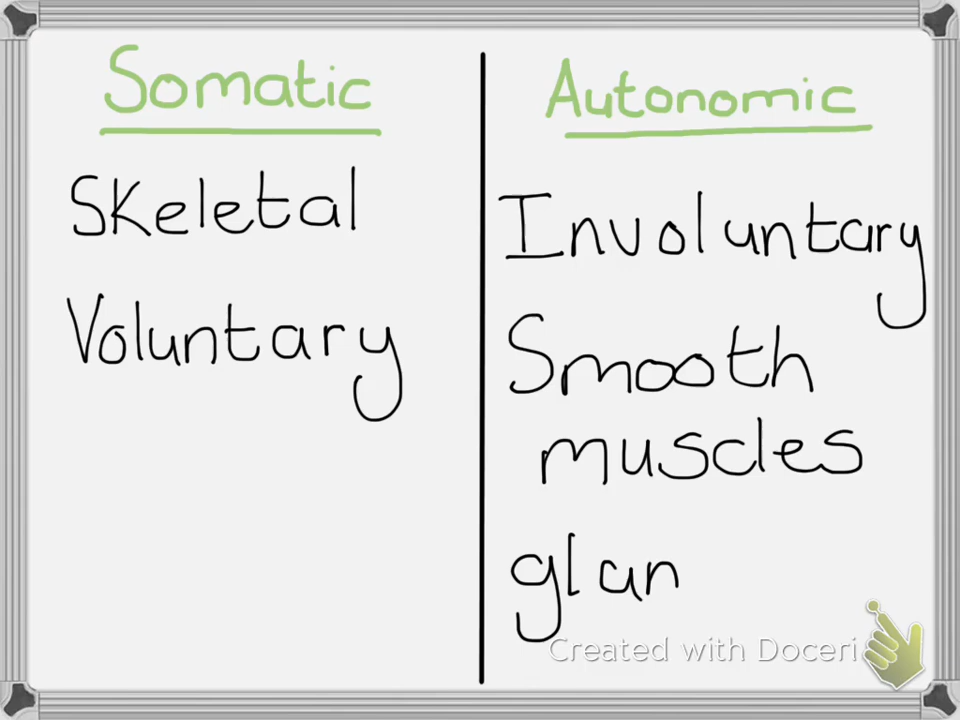 Somatic
Skeletal
Voluntary
Autonomic
Involuntary
Smooth
muscles
glan
Created with Doceri